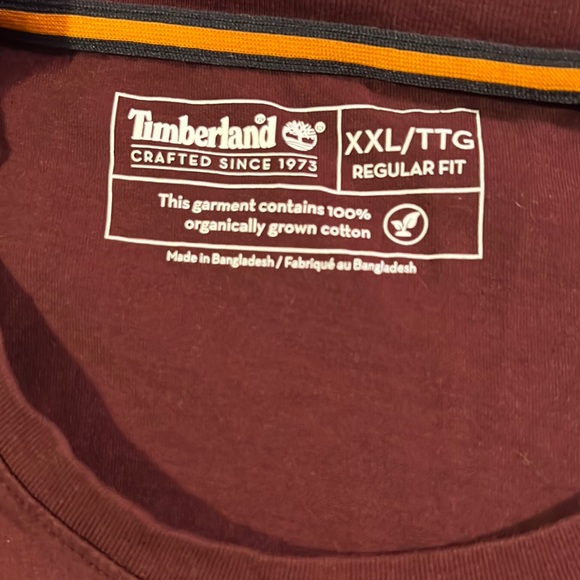 Timberland® ®
CRAFTED SINCE 1973
XXL/TTG
REGULAR FIT
This garment contains 100%
organically grown cotton
Made in Bangladesh / Fabriqué au Bangladesh